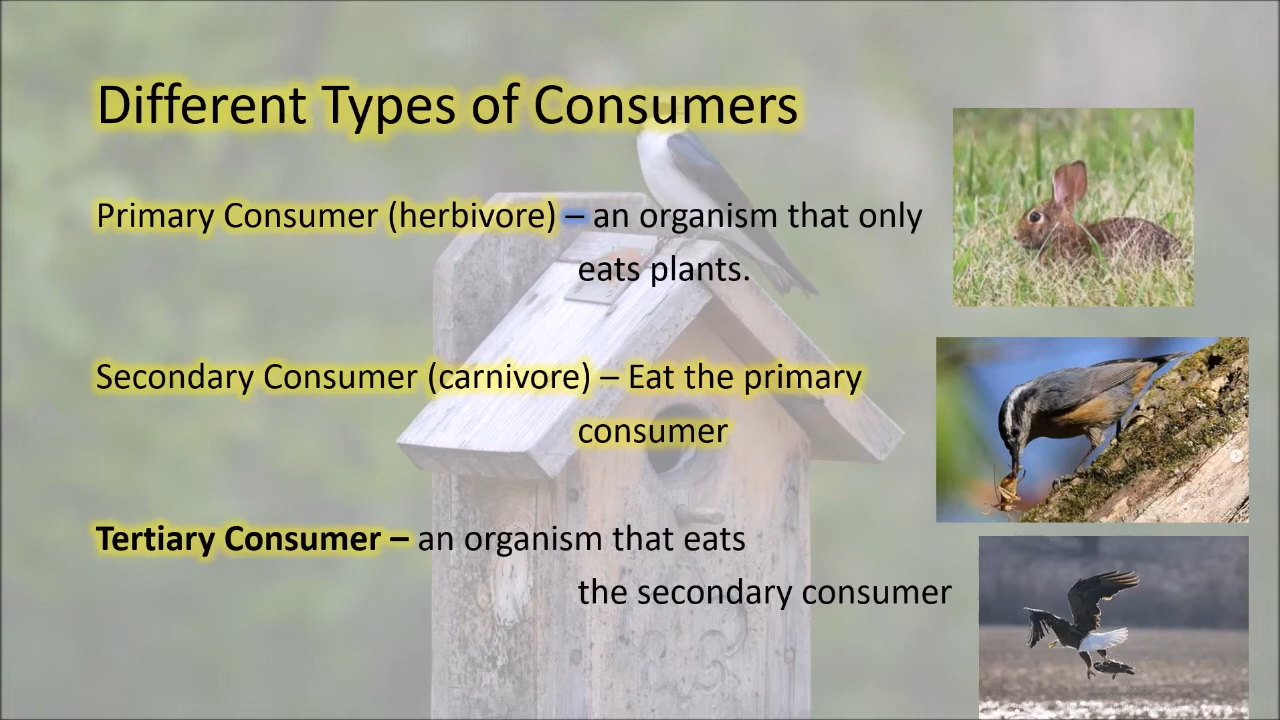 Different Types of Consumers
Primary Consumer (herbivore) – an organism that only
eats plants.
Secondary Consumer (carnivore) – Eat the primary
consumer
Tertiary Consumer – an organism that eats
the secondary consumer